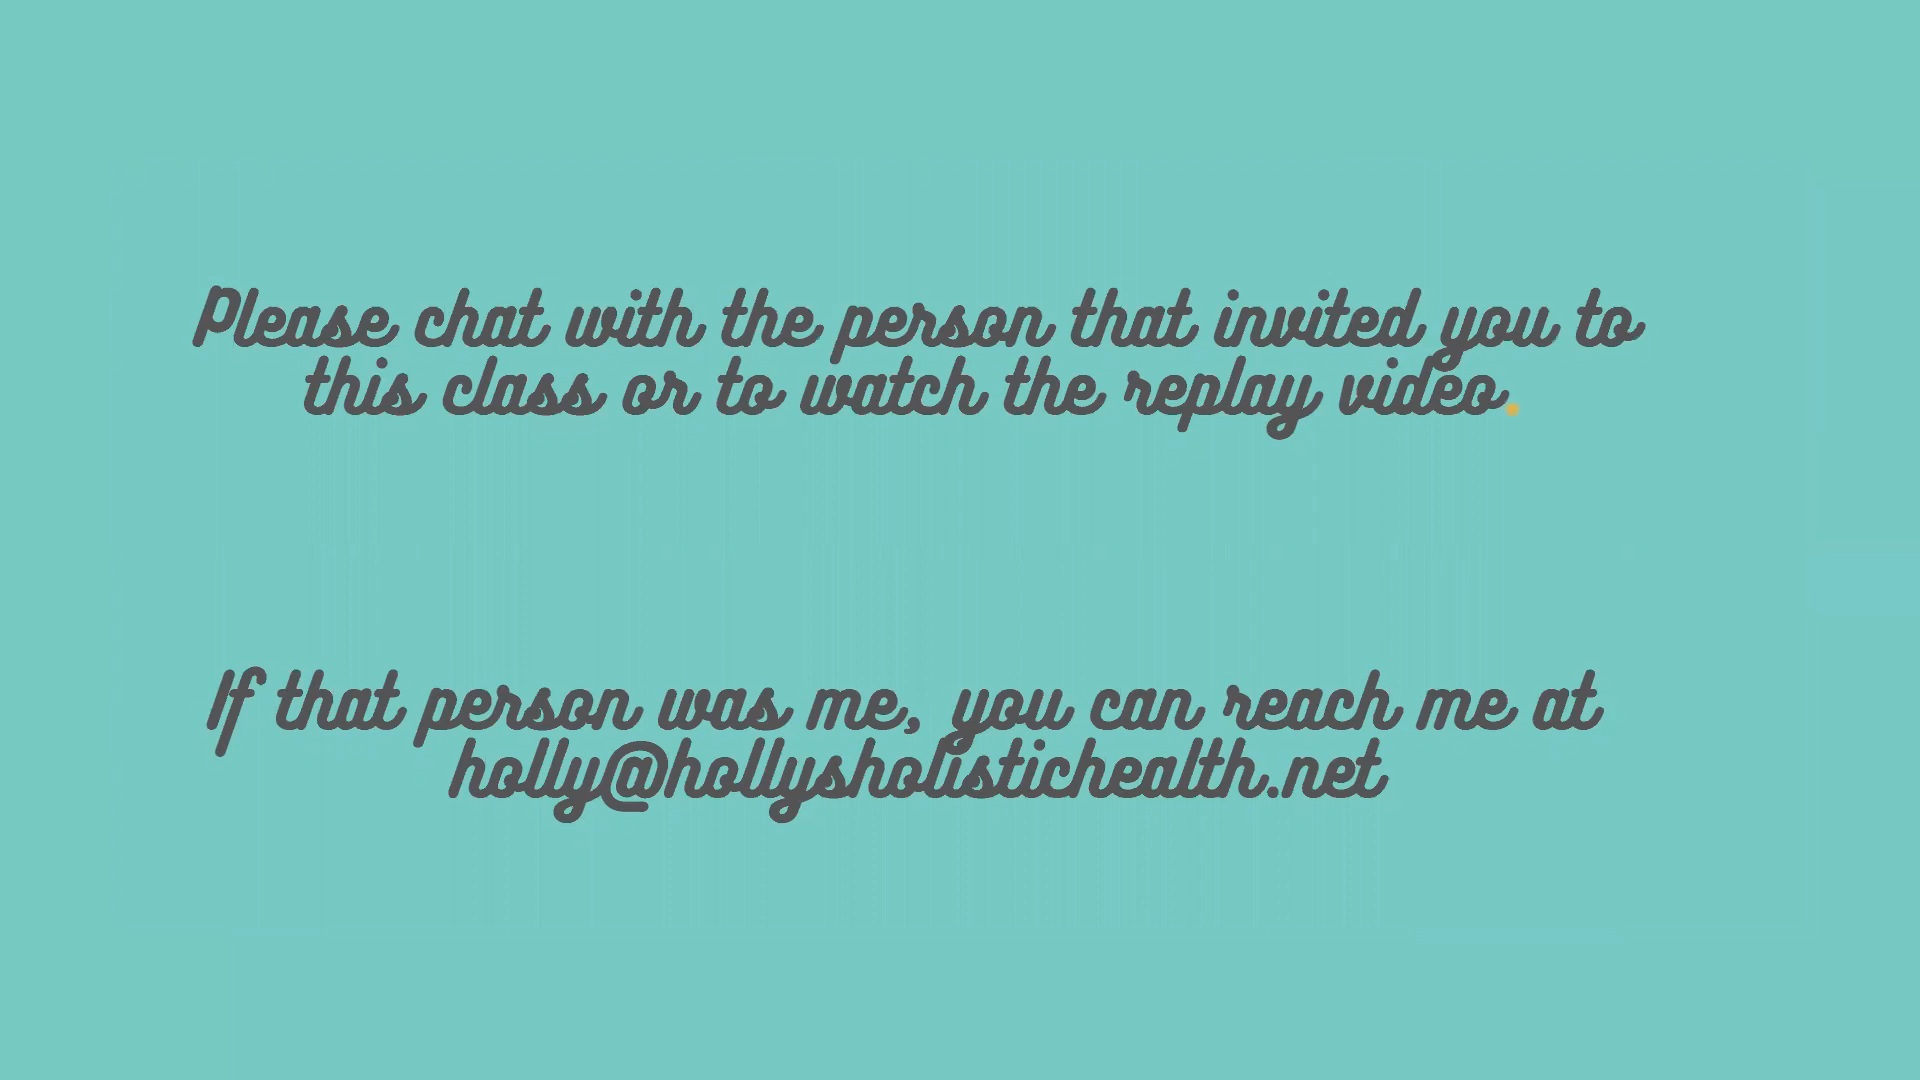 Please chat with the person that invited you to
this class or to watch the replay video.
If that person was me, you can reach me at
holly@hollysholistichealth.net